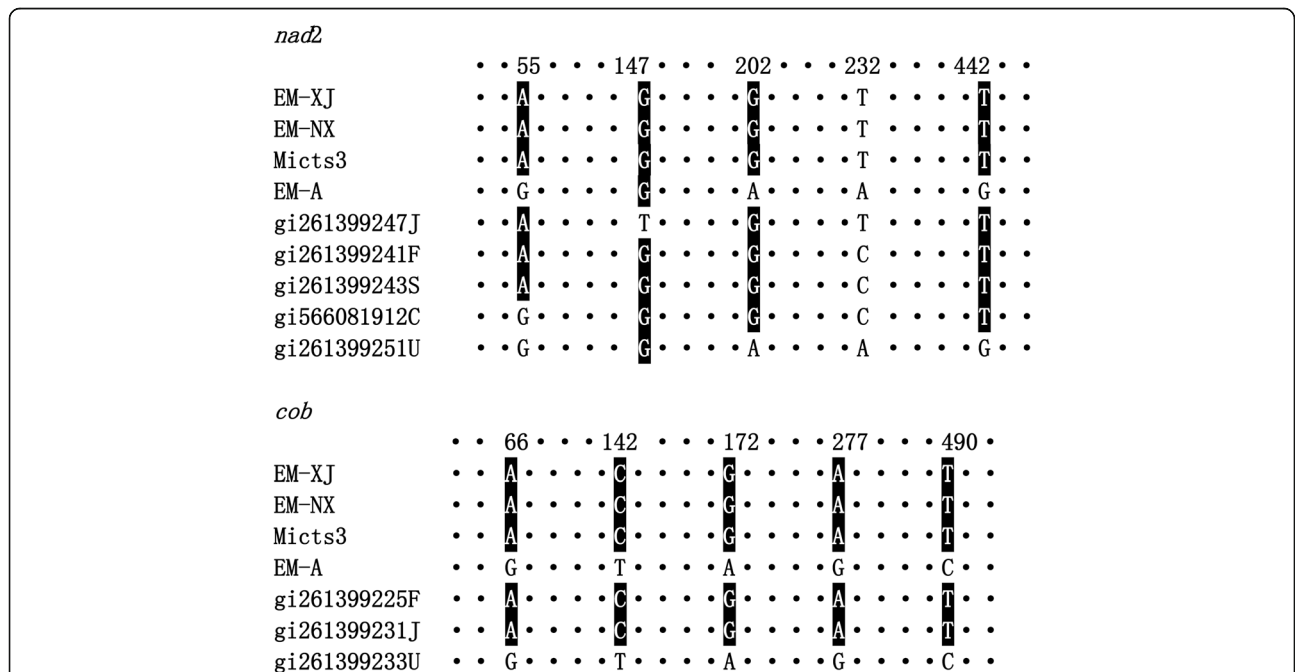 nad2
· · 55 · · · 147 · · · 202 · · · 232 · · · 442 · ·
EM-XJ · · A · · · · G · · · · G · · · · T · · · · T · ·
EM-NX · · A · · · · G · · · · G · · · · T · · · · T · ·
Micts3 · · A · · · · G · · · · G · · · · T · · · · T · ·
EM-A · · G · · · · G · · · · A · · · · A · · · · G · ·
gi261399247J · · A · · · · T · · · · G · · · · T · · · · T · ·
gi261399241F · · A · · · · G · · · · G · · · · C · · · · T · ·
gi261399243S · · A · · · · G · · · · G · · · · C · · · · T · ·
gi566081912C · · G · · · · G · · · · G · · · · C · · · · T · ·
gi261399251U · · G · · · · G · · · · A · · · · A · · · · G · ·
cob
· · 66 · · · 142 · · · 172 · · · 277 · · · 490 ·
EM-XJ · · A · · · · C · · · · G · · · · A · · · · T · ·
EM-NX · · A · · · · C · · · · G · · · · A · · · · T · ·
Micts3 · · A · · · · C · · · · G · · · · A · · · · T · ·
EM-A · · G · · · · T · · · · A · · · · G · · · · C · ·
gi261399225F · · A · · · · C · · · · G · · · · A · · · · T · ·
gi261399231J · · A · · · · C · · · · G · · · · A · · · · T · ·
gi261399233U · · G · · · · T · · · · A · · · · G · · · · C · ·